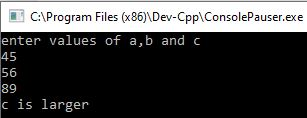 C:\Program Files (x86)\Dev-Cpp\ConsolePauser.exe
enter values of a,b and c
45
56
89
c is larger